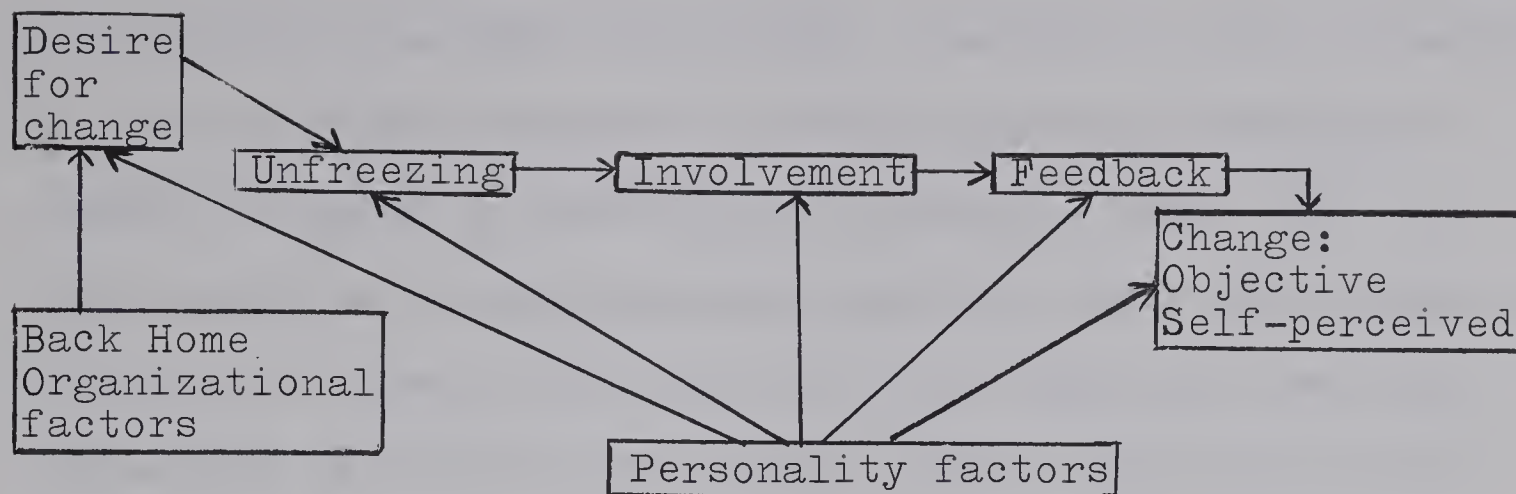 Desire
for
change
Unfreezing
Involvement
Feedback
Change:
Objective
Self-perceived
Back Home
Organizational
factors
Personality factors